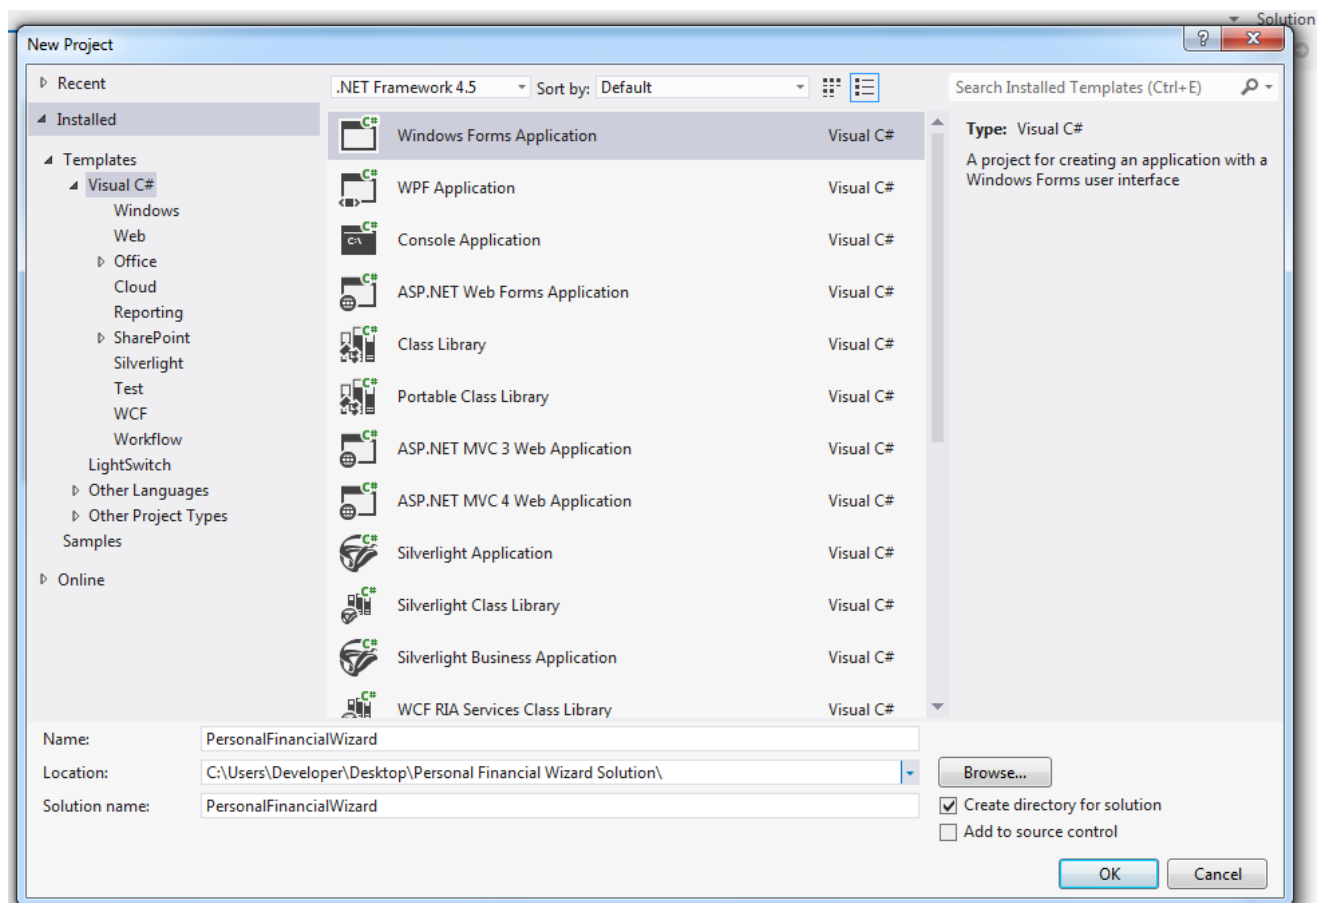 Solution
New Project
Recent
Installed
Templates
Visual C#
Windows
Web
Office
Cloud
Reporting
SharePoint
Silverlight
Test
WCF
Workflow
LightSwitch
Other Languages
Other Project Types
Samples
Online
.NET Framework 4.5 Sort by: Default
Windows Forms Application Visual C#
WPF Application Visual C#
Console Application Visual C#
ASP.NET Web Forms Application Visual C#
Class Library Visual C#
Portable Class Library Visual C#
ASP.NET MVC 3 Web Application Visual C#
ASP.NET MVC 4 Web Application Visual C#
Silverlight Application Visual C#
Silverlight Class Library Visual C#
Silverlight Business Application Visual C#
WCF RIA Services Class Library Visual C#
Search Installed Templates (Ctrl+E)
Type: Visual C#
A project for creating an application with a
Windows Forms user interface
Name: PersonalFinancialWizard
Location: C:\Users\Developer\Desktop\Personal Financial Wizard Solution\
Browse...
Solution name: PersonalFinancialWizard
Create directory for solution
Add to source control
OK Cancel